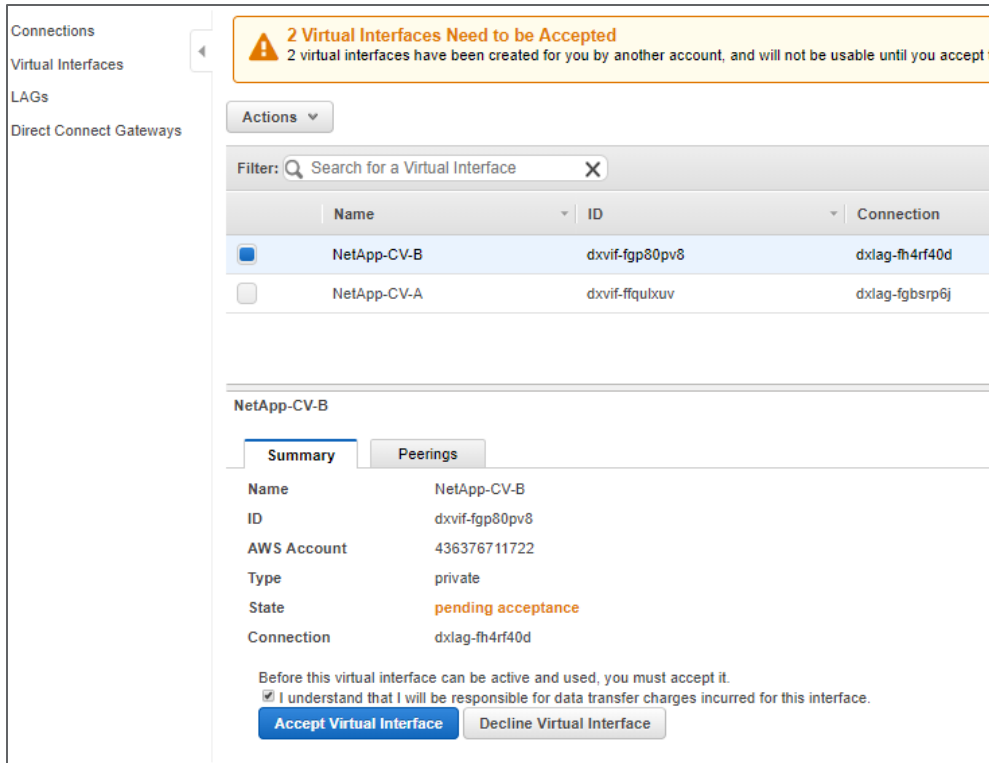 Connections
Virtual Interfaces
LAGs
Direct Connect Gateways
2 Virtual Interfaces Need to be Accepted
2 virtual interfaces have been created for you by another account, and will not be usable until you accept
Actions
Filter: Search for a Virtual Interface
Name ID Connection
NetApp-CV-B dxvif-fgp80pv8 dxlag-fh4rf40d
NetApp-CV-A dxvif-ffqulxuv dxlag-fgbsrp6j
NetApp-CV-B
Summary Peerings
Name NetApp-CV-B
ID dxvif-fgp80pv8
AWS Account 436376711722
Type private
State pending acceptance
Connection dxlag-fh4rf40d
Before this virtual interface can be active and used, you must accept it.
I understand that I will be responsible for data transfer charges incurred for this interface.
Accept Virtual Interface Decline Virtual Interface